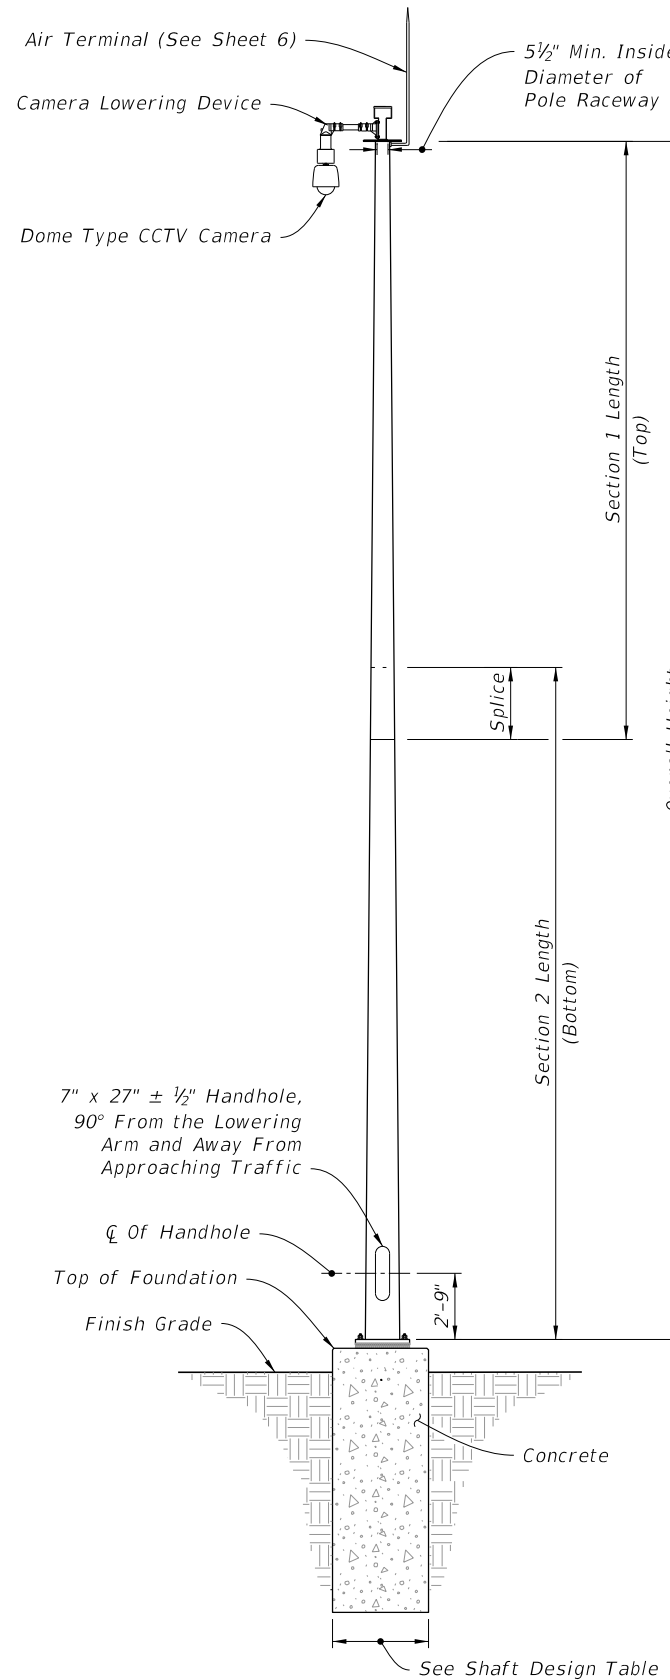 Air Terminal (See Sheet 6)
5½" Min. Inside
Diameter of
Pole Raceway
Camera Lowering Device
Dome Type CCTV Camera
Section 1 Length
(Top)
Splice
Section 2 Length
(Bottom)
7" x 27" ± ½" Handhole,
90° From the Lowering
Arm and Away From
Approaching Traffic
℄ Of Handhole
Top of Foundation
2'-9"
Finish Grade
Concrete
See Shaft Design Table